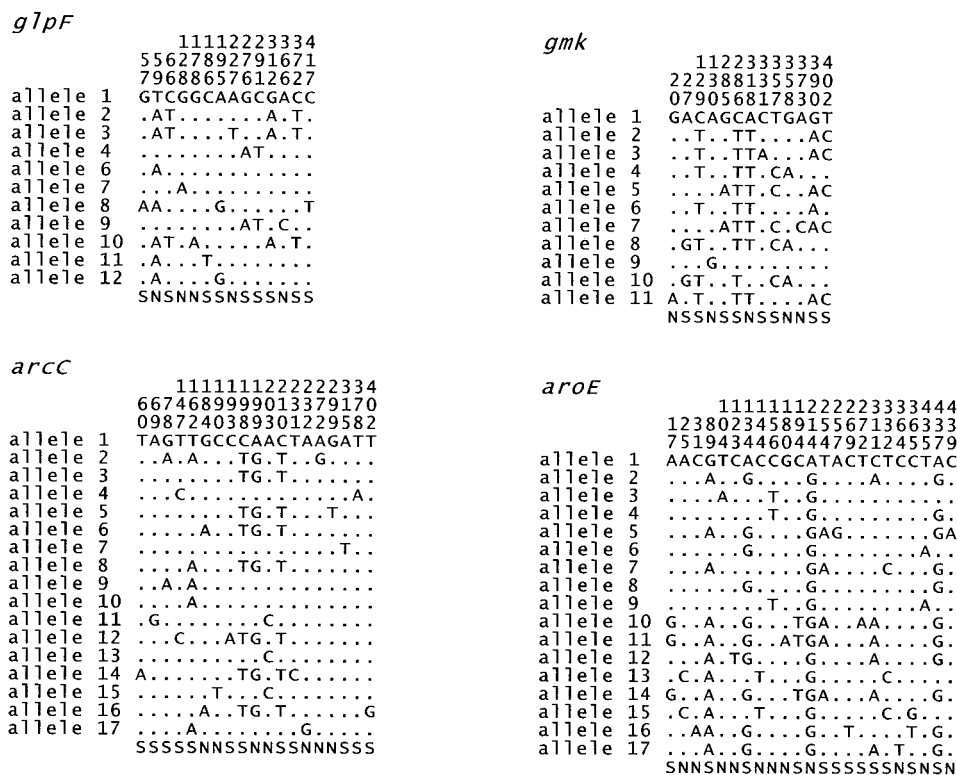 glpF
11112223334
55627892791671
79688657612627
allele 1 GTCGGCAAGCGACC
allele 2 .AT.......A.T.
allele 3 .AT....T..A.T.
allele 4 ........AT....
allele 6 .A............
allele 7 ...A..........
allele 8 AA....G......T
allele 9 ........AT.C..
allele 10 .AT.A.....A.T.
allele 11 .A...T........
allele 12 .A....G.......
SNSNNSSNSSSNSS
gmk
11223333334
2223881355790
0790568178302
allele 1 GACAGCACTGAGT
allele 2 ..T..TT....AC
allele 3 ..T..TTA...AC
allele 4 ..T..TT.CA...
allele 5 ....ATT.C..AC
allele 6 ..T..TT....A.
allele 7 ....ATT.C.CAC
allele 8 .GT..TT.CA...
allele 9 ...G.........
allele 10 .GT..T..CA...
allele 11 A.T..TT....AC
NSSNSSNSSNNSS
arcC
1111111222222334
6674689999013279170
0987240389301299582
allele 1 TAGTTGCCCAACTAAGATT
allele 2 ..A.A...TG.T..G....
allele 3 ........TG.T.......
allele 4 ...C.............A.
allele 5 ........TG.T...T...
allele 6 .....A..TG.T.......
allele 7 ................T..
allele 8 ....A...TG.T.......
allele 9 ..A.A..............
allele 10 ....A..............
allele 11 .G........C........
allele 12 ...C...ATG.T.......
allele 13 ..........C........
allele 14 A.......TG.TC......
allele 15 ......T...C........
allele 16 .....A..TG.T......G
allele 17 ....A........G.....
SSSSSNNSSNNSSNNNSSS
aroE
allele 1 AACGTCACCGCATACTCTCCTAC
allele 2 ...A..G....G....A....G.
allele 3 ....A...T..G...........
allele 4 ........T..G.........G.
allele 5 ...A..G....GAG.......GA
allele 6 ......G....G........A..
allele 7 ...A.......GA....C...G.
allele 8 ......G....G.........G.
allele 9 ........T..G........A..
allele 10 G..A..G...TGA..AA....G.
allele 11 G..A..G..ATGA...A....G.
allele 12 ...A.TG....G....A....G.
allele 13 .C.A...T...G.....C.....
allele 14 G..A..G...TGA...A....G.
allele 15 .C.A...T...G.....C.G...
allele 16 ..AA..G....G..T....T.G.
allele 17 ...A..G....G....A.T..G.
SNNSNNSNNSNNSSSSSSNSNSN